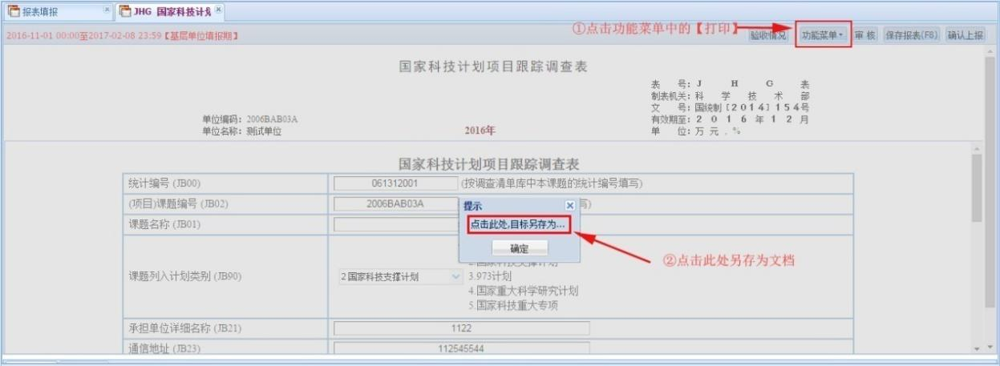 报表填报
JHG 国家科技计划
2016-11-01 00:00至2017-02-08 23:59【基层单位填报期】
①点击功能菜单中的【打印】
验收情况 功能菜单 审 核 保存报表(F8) 确认上报
国家科技计划项目跟踪调查表
表 号: J H G 表
制表机关: 科 学 技 术 部
文 号: 国统制[2014]154号
有效期至: 2 0 1 6 年 1 2 月
单 位: 万 元 , %
单位编码: 2006BAB03A
单位名称: 测试单位
2016年
国家科技计划项目跟踪调查表
统计编号 (JB00) 061312001 (按调查清单库中本课题的统计编号填写)
(项目)课题编号 (JB02) 2006BAB03A 写)
课题名称 (JB01)
提示
点击此处,目标另存为...
确定
②点击此处另存为文档
课题列入计划类别 (JB90) 2 国家科技支撑计划
2.国家科技支撑计划
3.973计划
4.国家重大科学研究计划
5.国家科技重大专项
承担单位详细名称 (JB21) 1122
通信地址 (JB23) 112545544